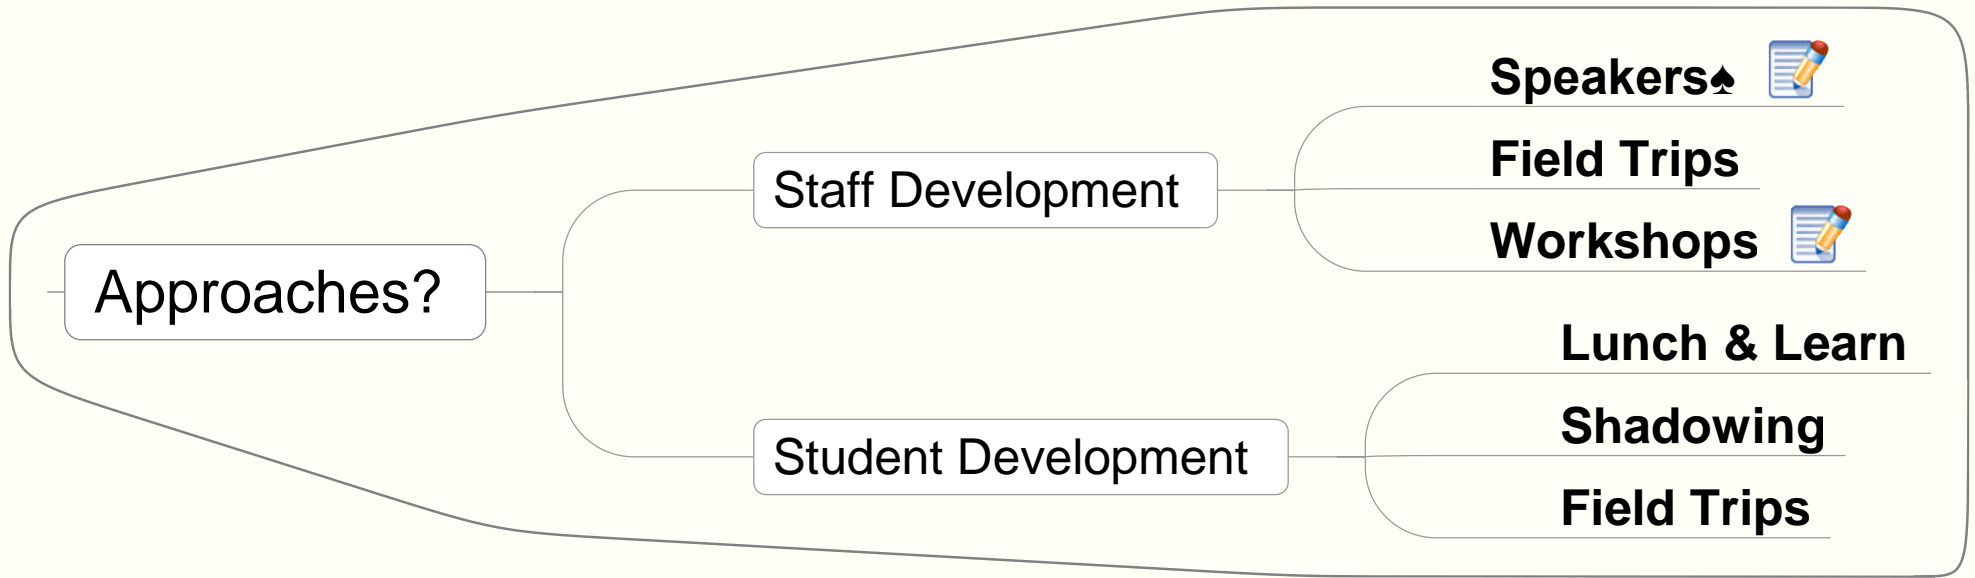 Approaches?
Staff Development
Speakers♠
Field Trips
Workshops
Student Development
Lunch & Learn
Shadowing
Field Trips